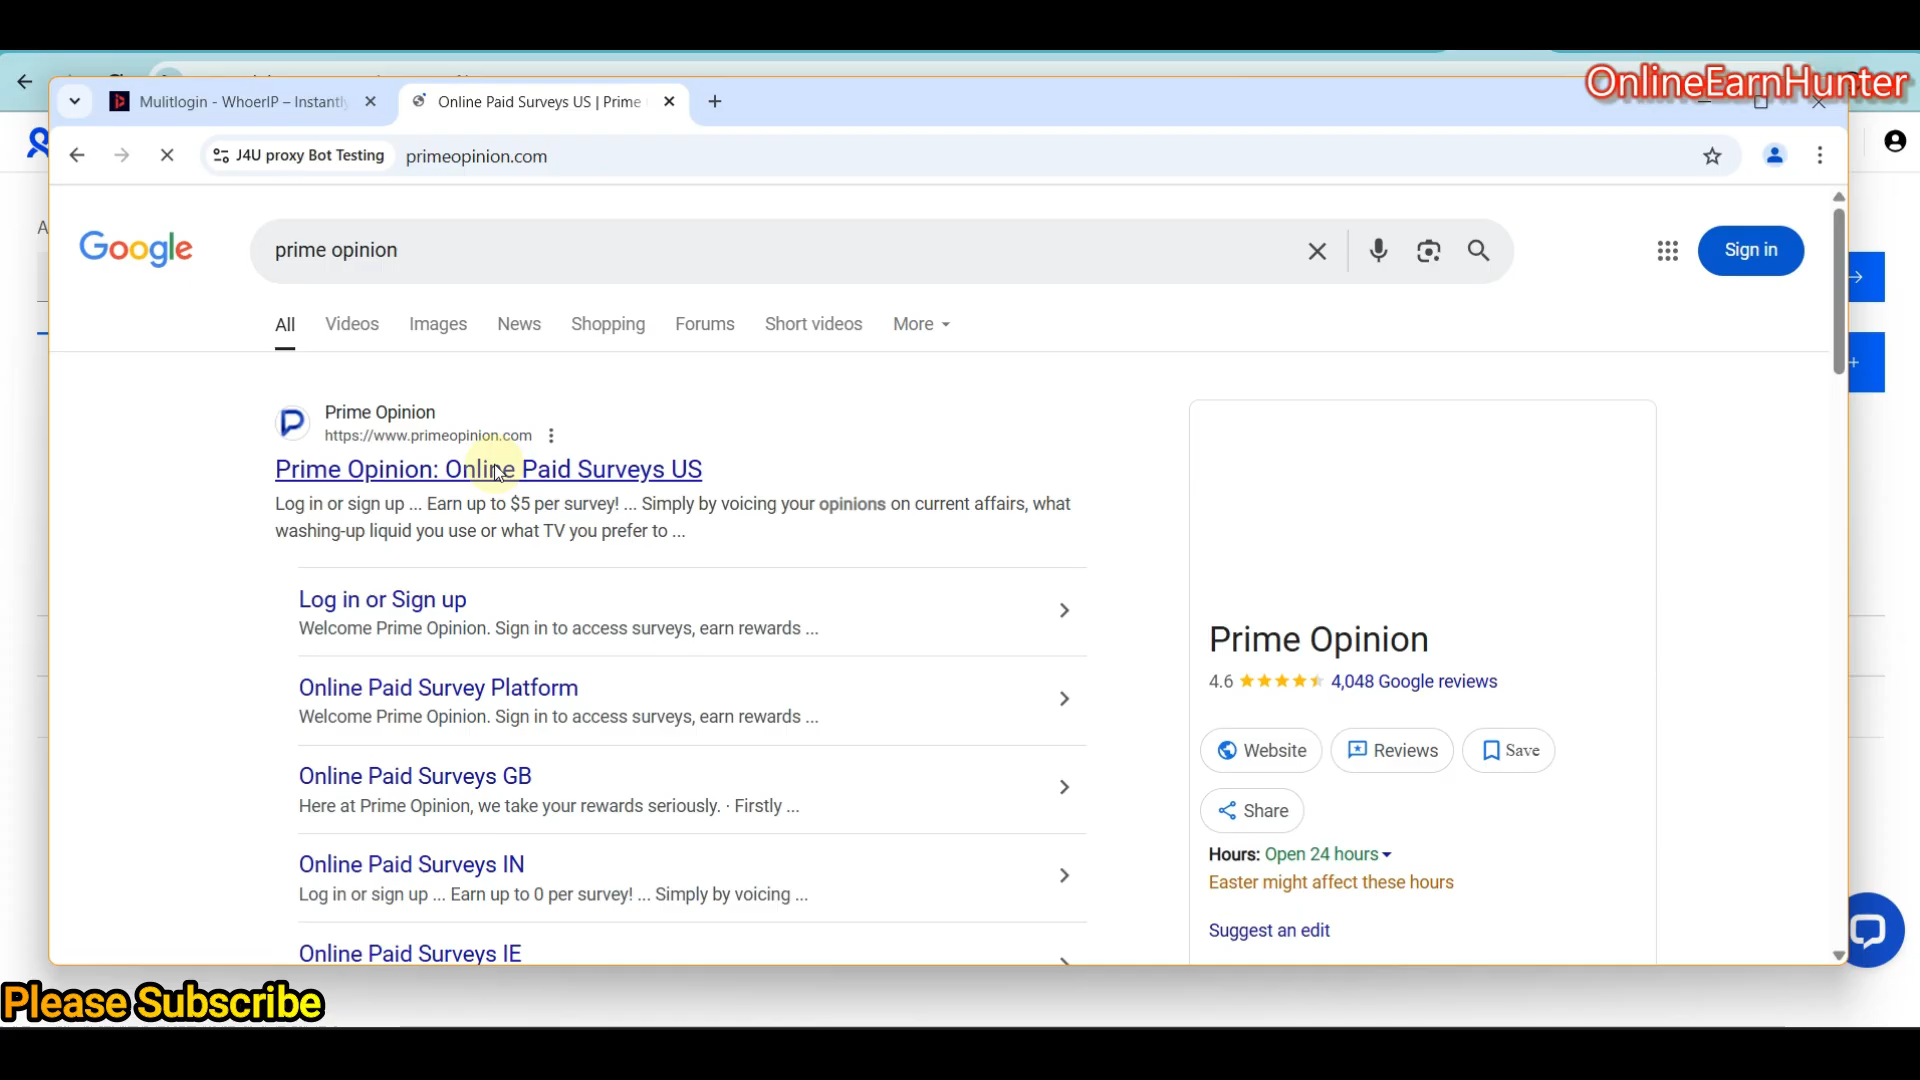 OnlineEarnHunter
Mulitlogin - WhoerIP – Instantly
Online Paid Surveys US | Prime
J4U proxy Bot Testing
primeopinion.com
A
Google
prime opinion
Sign in
All
Videos
Images
News
Shopping
Forums
Short videos
More
Prime Opinion
https://www.primeopinion.com
Prime Opinion: Online Paid Surveys US
Log in or sign up ... Earn up to $5 per survey! ... Simply by voicing your opinions on current affairs, what
washing-up liquid you use or what TV you prefer to ...
Log in or Sign up
Welcome Prime Opinion. Sign in to access surveys, earn rewards ...
Online Paid Survey Platform
Welcome Prime Opinion. Sign in to access surveys, earn rewards ...
Online Paid Surveys GB
Here at Prime Opinion, we take your rewards seriously. · Firstly ...
Online Paid Surveys IN
Log in or sign up ... Earn up to 0 per survey! ... Simply by voicing ...
Online Paid Surveys IE
Prime Opinion
4.6
4,048 Google reviews
Website
Reviews
Save
Share
Hours: Open 24 hours
Easter might affect these hours
Suggest an edit
Please Subscribe